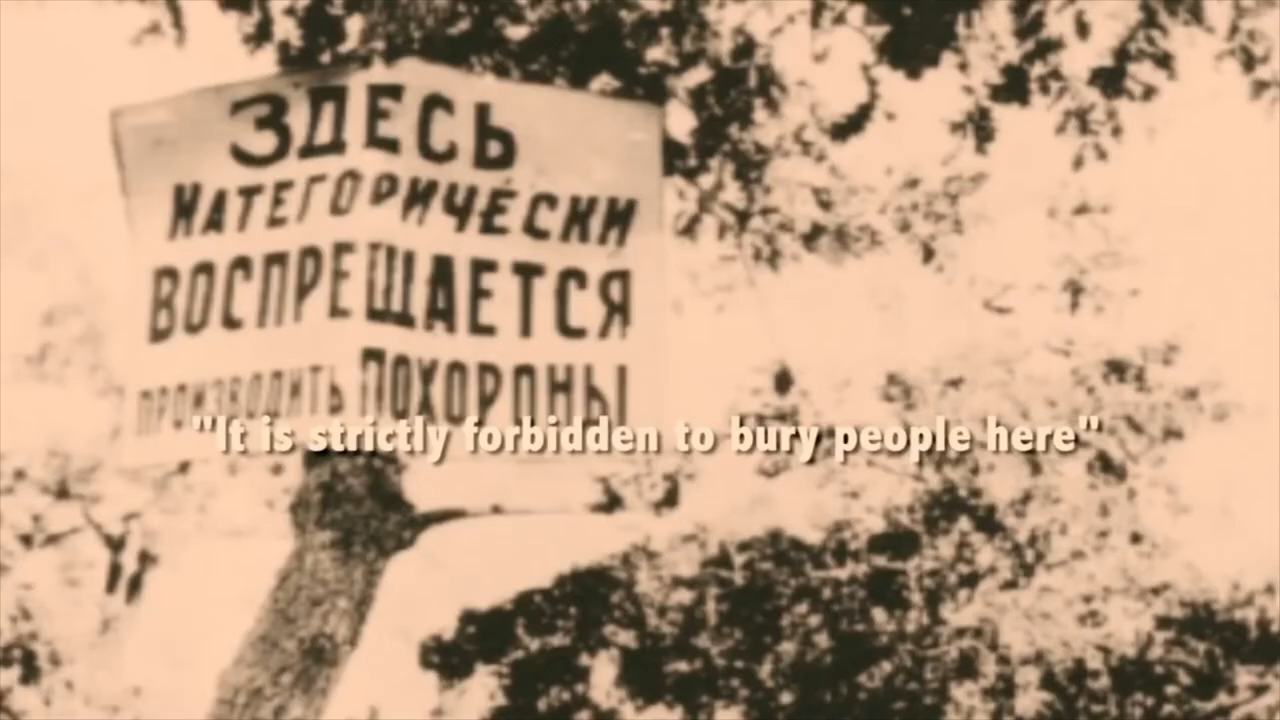 ЗДЕСЬ
КАТЕГОРИЧЕСКИ
ВОСПРЕЩАЕТСЯ
ПРОИЗВОДИТЬ ПОХОРОНЫ
"It is strictly forbidden to bury people here"